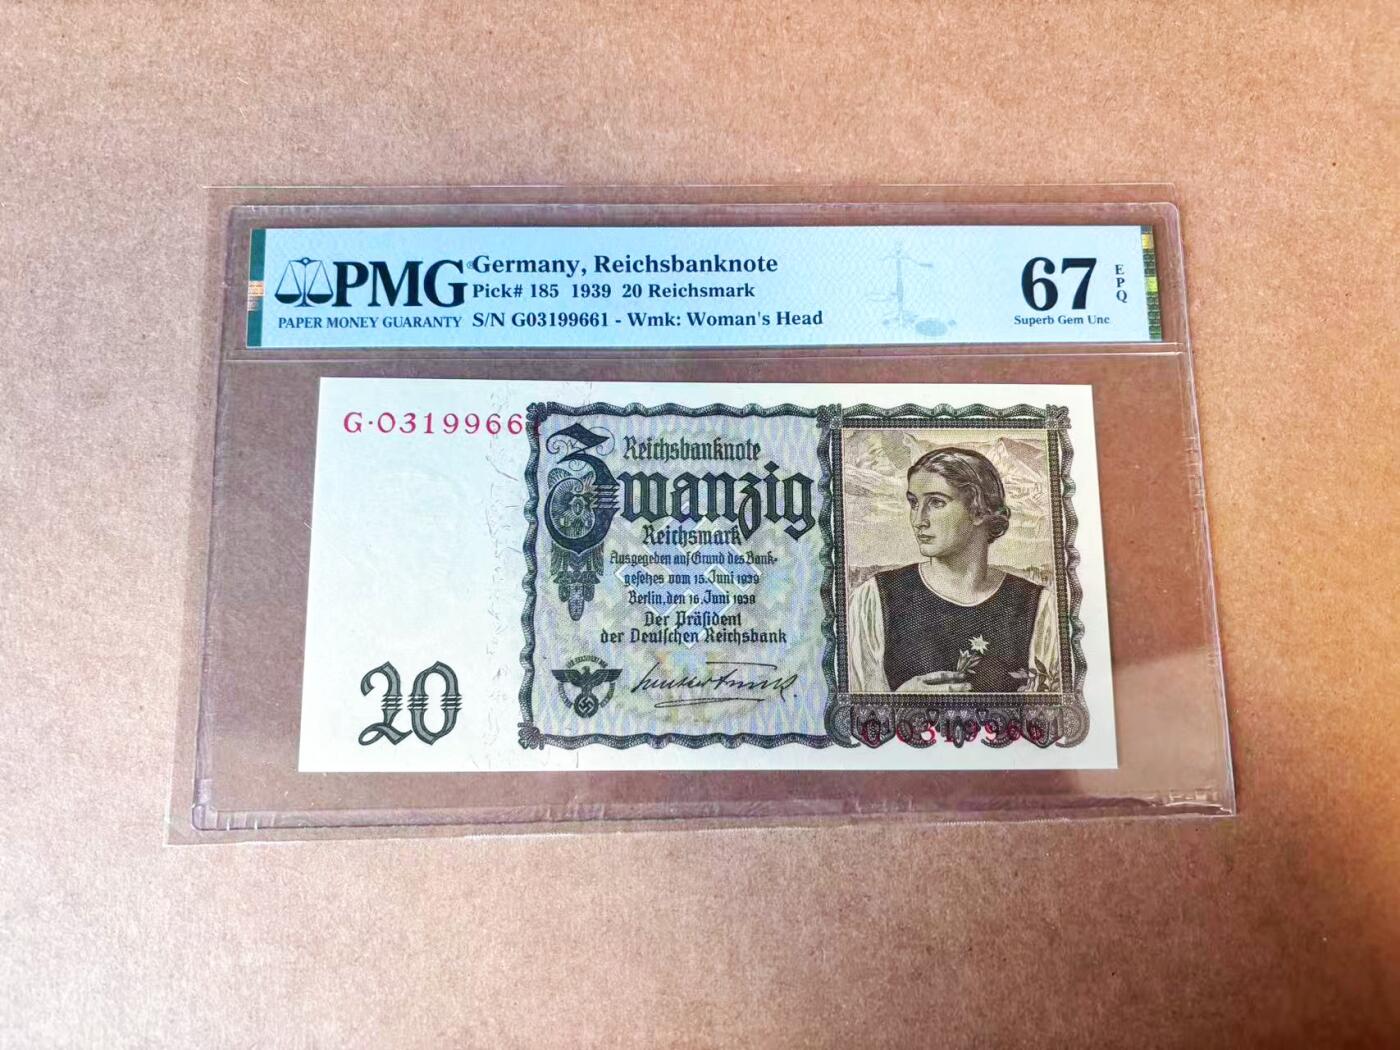 PMG
PAPER MONEY GUARANTY
Germany, Reichsbanknote
Pick# 185 1939 20 Reichsmark
S/N G03199661 - Wmk: Woman's Head
67
EPQ
Superb Gem Unc
G·03199661
Reichsbanknote
Zwanzig
Reichsmark
Ausgegeben auf Grund des Bank-
gesetzes vom 15. Juni 1939
Berlin, den 16. Juni 1939
Der Präsident
der Deutschen Reichsbank
20
G·03199661